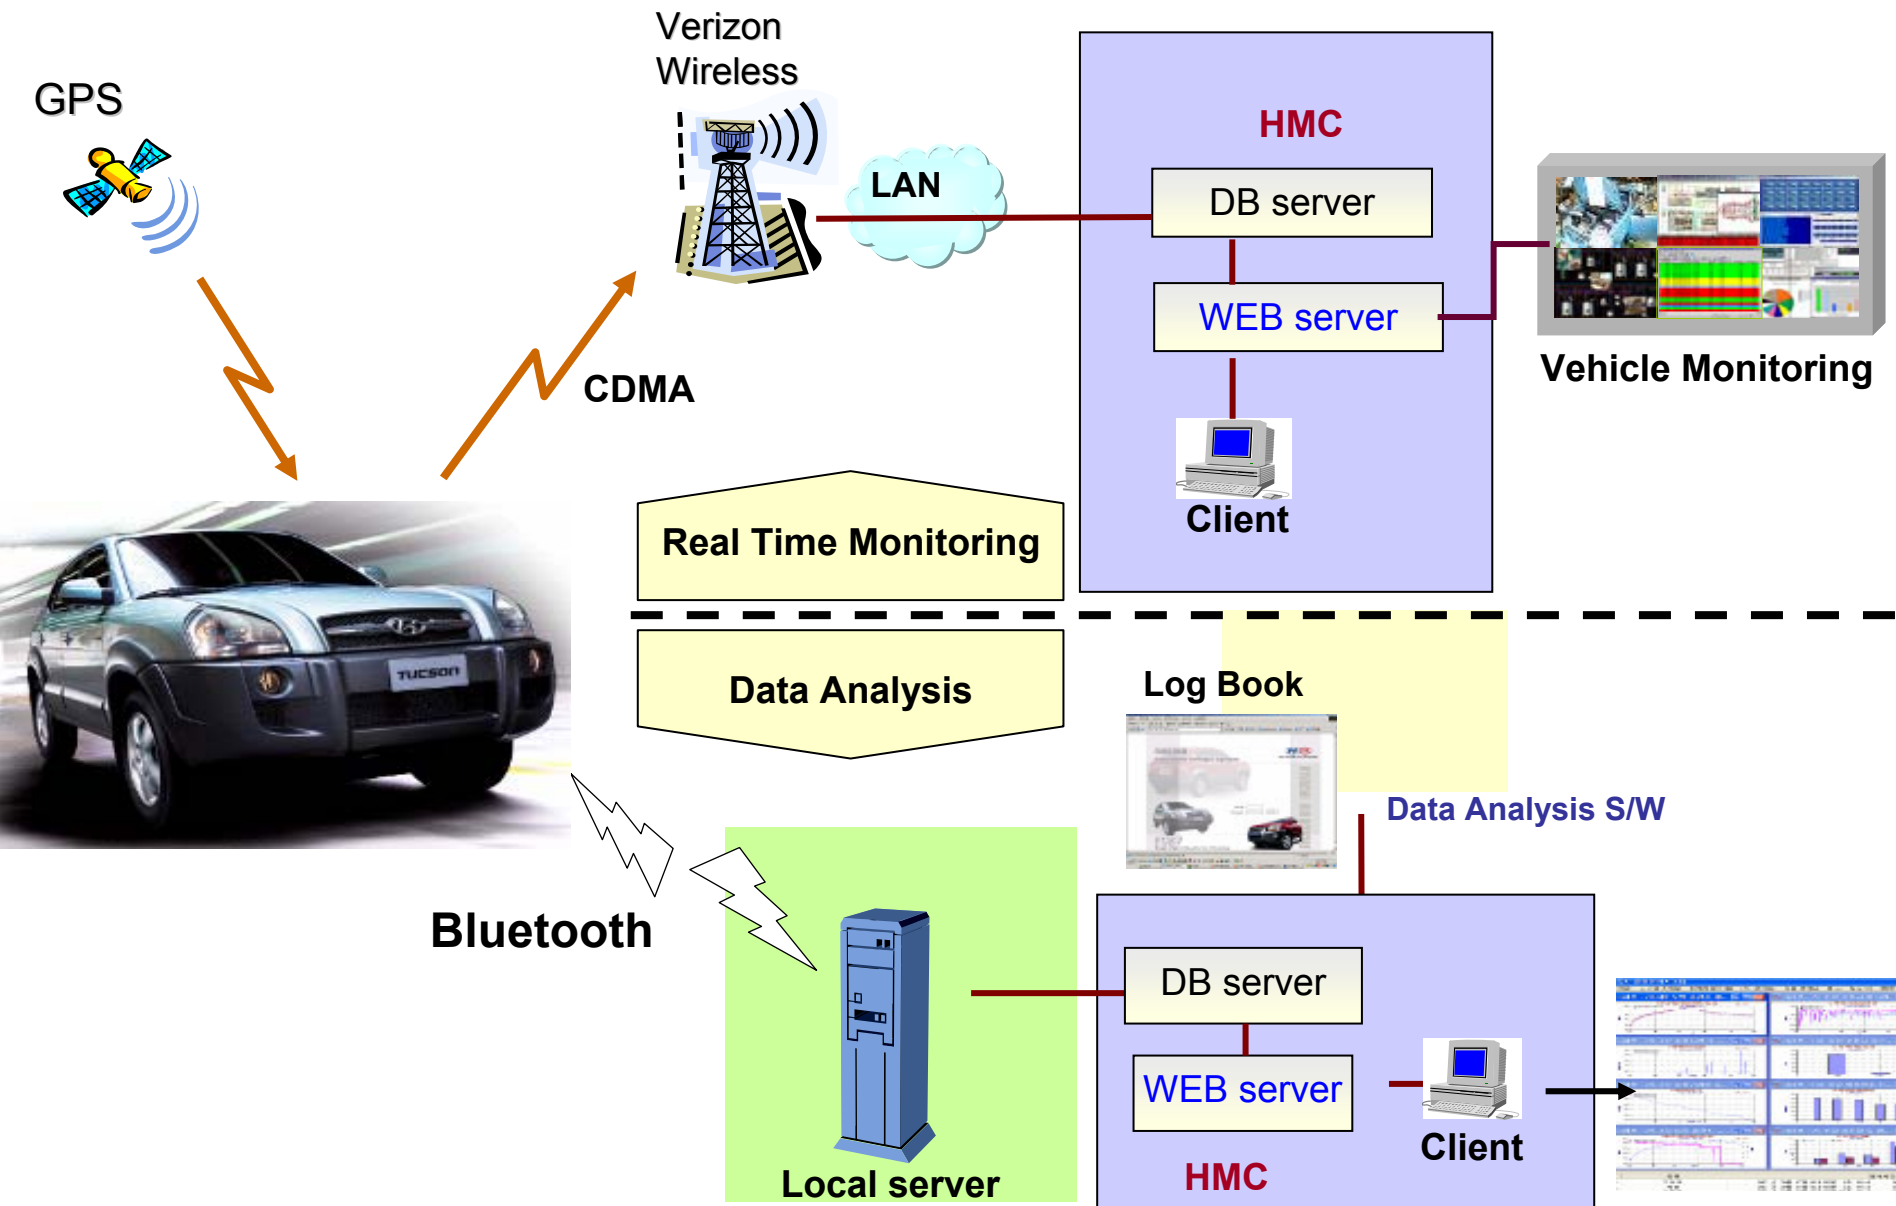 Verizon
Wireless
GPS
HMC
LAN
DB server
WEB server
Vehicle Monitoring
CDMA
Client
Real Time Monitoring
TUCSON
Data Analysis
Log Book
Data Analysis S/W
Bluetooth
DB server
WEB server
Client
HMC
Local server